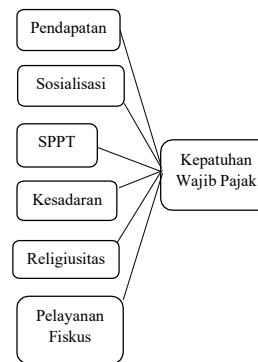 Pendapatan
Sosialisasi
SPPT
Kesadaran
Religiusitas
Pelayanan
Fiskus
Kepatuhan
Wajib Pajak